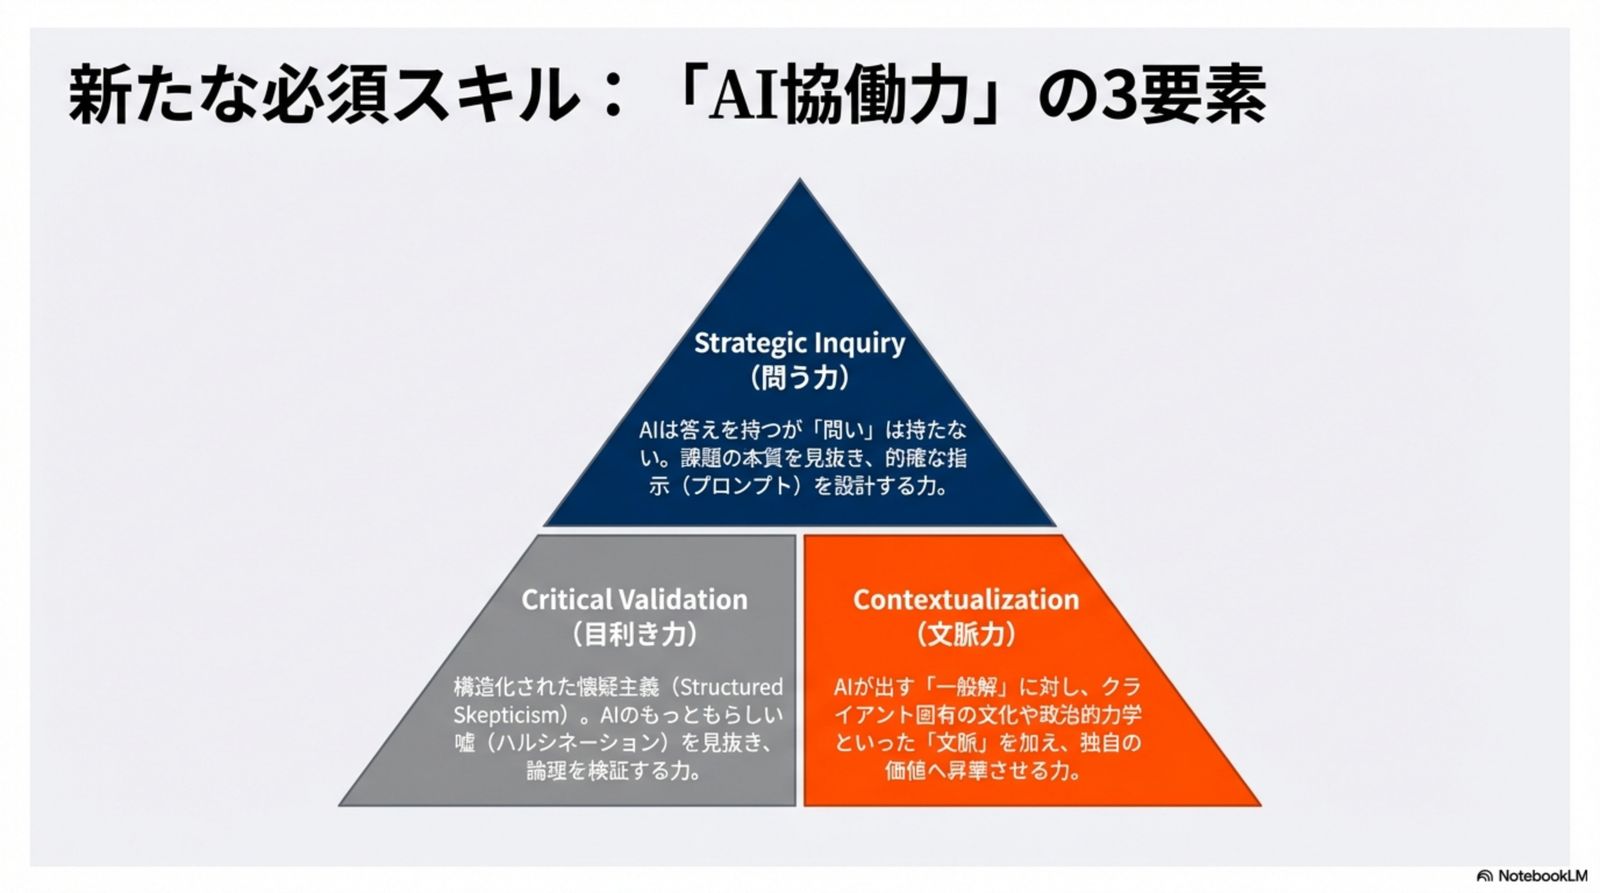 新たな必須スキル：「AI協働力」の3要素
Strategic Inquiry
（問う力）
AIは答えを持つが「問い」は持たな
い。課題の本質を見抜き、的確な指
示（プロンプト）を設計する力。
Critical Validation
（目利き力）
構造化された懐疑主義（Structured
Skepticism）。AIのもっともらしい
嘘（ハルシネーション）を見抜き、
論理を検証する力。
Contextualization
（文脈力）
AIが出す「一般解」に対し、クラ
イアント固有の文化や政治的力学
といった「文脈」を加え、独自の
価値へ昇華させる力。
NotebookLM